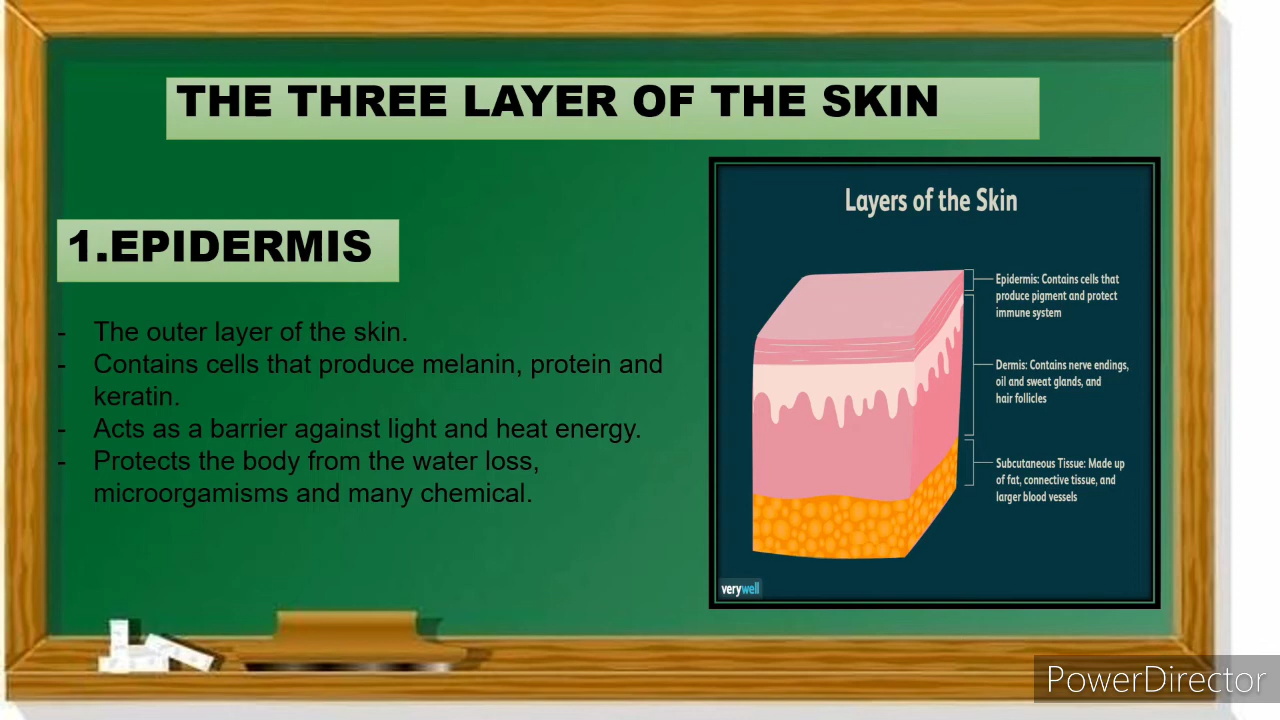 THE THREE LAYER OF THE SKIN
1.EPIDERMIS
- The outer layer of the skin.
- Contains cells that produce melanin, protein and
keratin.
- Acts as a barrier against light and heat energy.
- Protects the body from the water loss,
microorgamisms and many chemical.
Layers of the Skin
Epidermis: Contains cells that
produce pigment and protect
immune system
Dermis: Contains nerve endings,
oil and sweat glands, and
hair follicles
Subcutaneous Tissue: Made up
of fat, connective tissue, and
larger blood vessels
verywell
PowerDirector